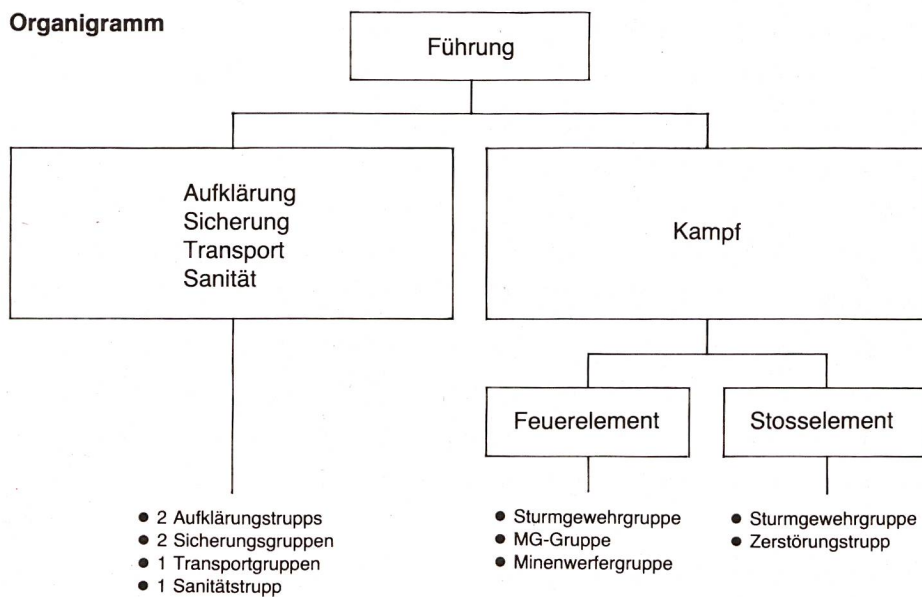 Organigramm
Führung
Aufklärung
Sicherung
Transport
Sanität
Kampf
Feuerelement
Stosselement
● 2 Aufklärungstrupps
● 2 Sicherungsgruppen
● 1 Transportgruppen
● 1 Sanitätstrupp
● Sturmgewehrgruppe
● MG-Gruppe
● Minenwerfergruppe
● Sturmgewehrgruppe
● Zerstörungstrupp